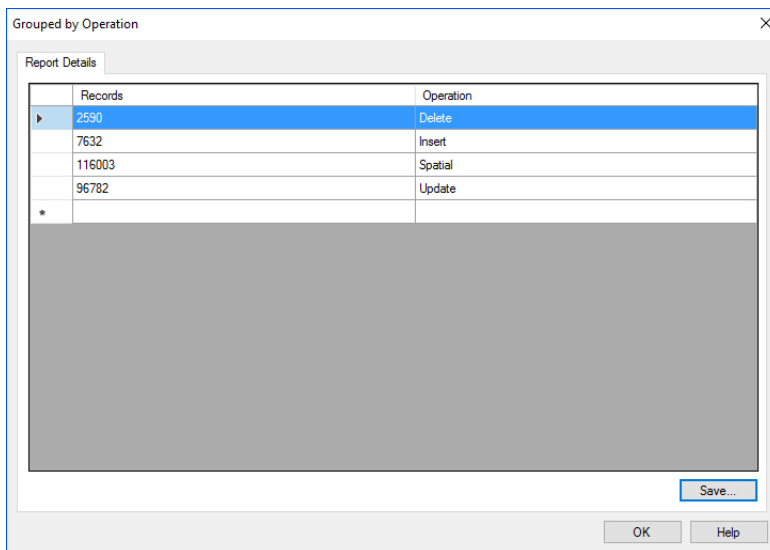 Grouped by Operation
Report Details
Records Operation
2590 Delete
7632 Insert
116003 Spatial
96782 Update
*
Save...
OK Help